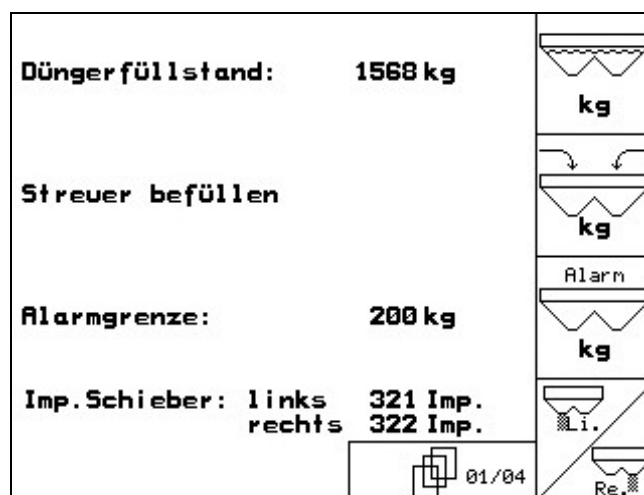 Düngerfüllstand: 1568 kg
kg
Streuer befüllen
kg
Alarm
Alarmgrenze: 200 kg
kg
Imp.Schieber: links 321 Imp.
rechts 322 Imp.
Li.
01/04
Re.